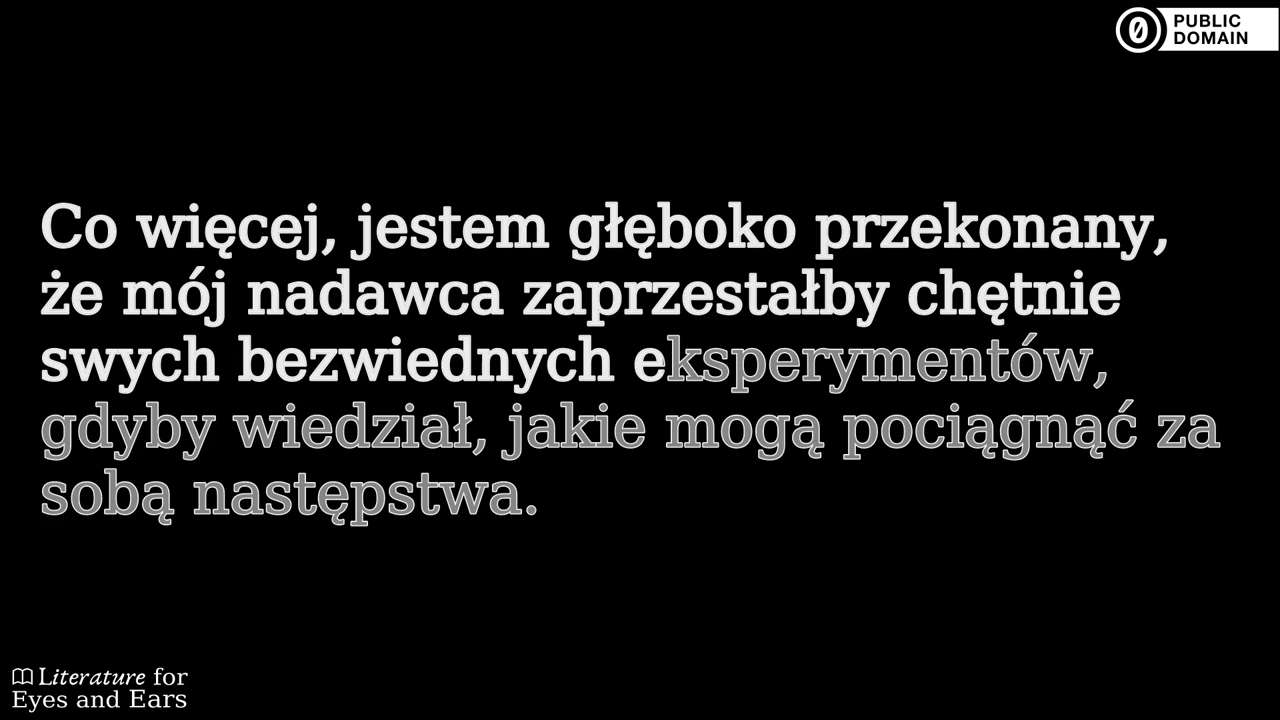 PUBLIC
DOMAIN
Co więcej, jestem głęboko przekonany,
że mój nadawca zaprzestałby chętnie
swych bezwiednych eksperymentów,
gdyby wiedział, jakie mogą pociągnąć za
sobą następstwa.
Literature for
Eyes and Ears